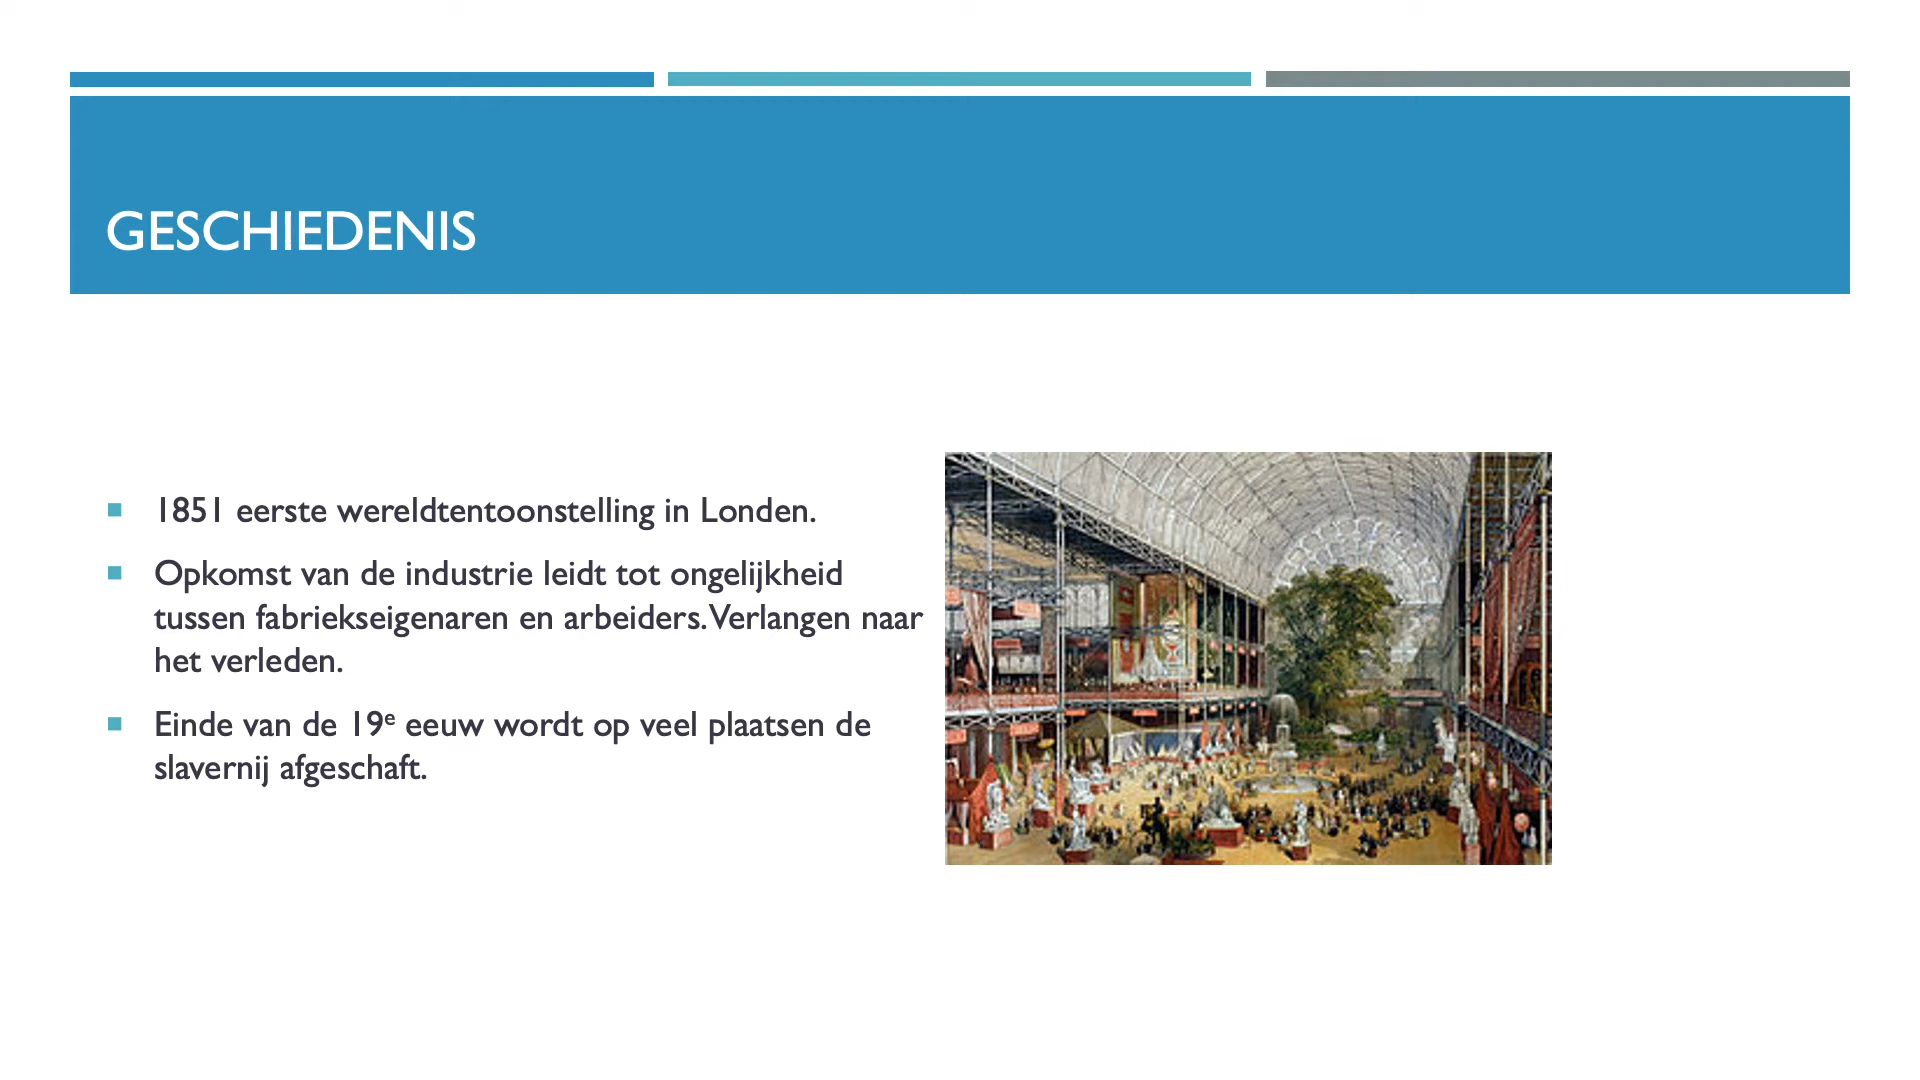 GESCHIEDENIS
1851 eerste wereldtentoonstelling in Londen.
Opkomst van de industrie leidt tot ongelijkheid
tussen fabriekseigenaren en arbeiders. Verlangen naar
het verleden.
Einde van de 19e eeuw wordt op veel plaatsen de
slavernij afgeschaft.